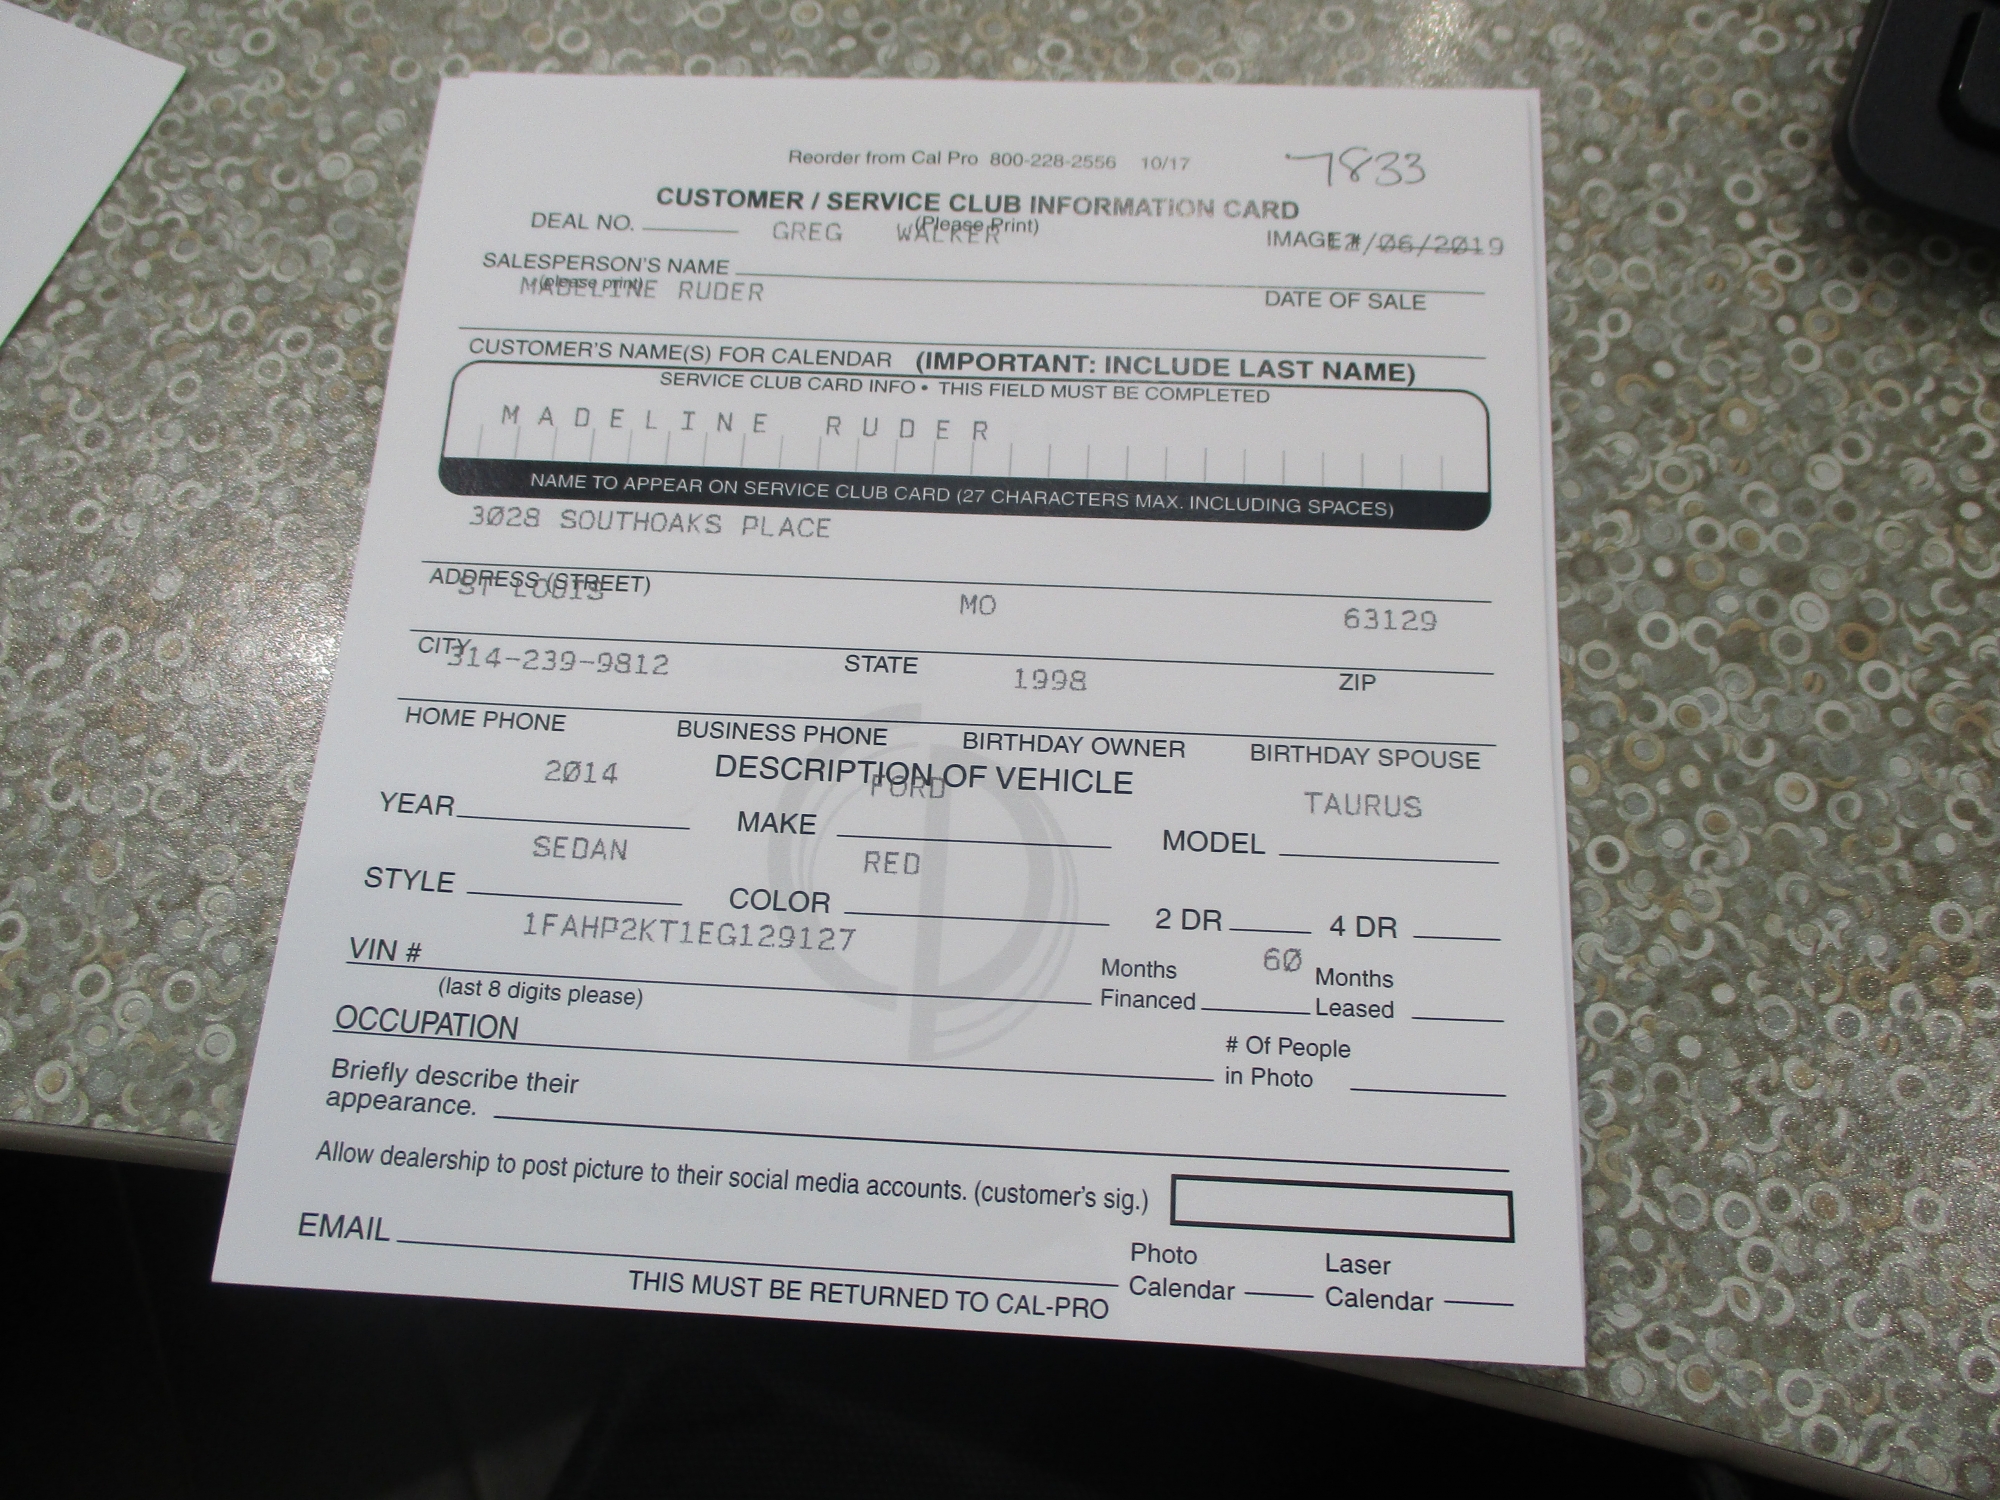 Reorder from Cal Pro 800-228-2556 10/17 7833
CUSTOMER / SERVICE CLUB INFORMATION CARD
(Please Print)
DEAL NO. GREG WALKER IMAGE # /06/2019
SALESPERSON'S NAME
(please print) DATE OF SALE
MADELINE RUDER
CUSTOMER'S NAME(S) FOR CALENDAR (IMPORTANT: INCLUDE LAST NAME)
SERVICE CLUB CARD INFO • THIS FIELD MUST BE COMPLETED
MADELINE RUDER
NAME TO APPEAR ON SERVICE CLUB CARD (27 CHARACTERS MAX. INCLUDING SPACES)
3028 SOUTHOAKS PLACE
ADDRESS (STREET)
ST LOUIS MO 63129
CITY STATE ZIP
314-239-9812 1998
HOME PHONE BUSINESS PHONE BIRTHDAY OWNER BIRTHDAY SPOUSE
DESCRIPTION OF VEHICLE
2014 FORD TAURUS
YEAR MAKE MODEL
SEDAN RED
STYLE COLOR 2 DR 4 DR
1FAHP2KT1EG129127 60
VIN # Months Financed Months Leased
(last 8 digits please)
OCCUPATION # Of People in Photo
Briefly describe their
appearance.
Allow dealership to post picture to their social media accounts. (customer's sig.)
EMAIL Photo Calendar Laser Calendar
THIS MUST BE RETURNED TO CAL-PRO